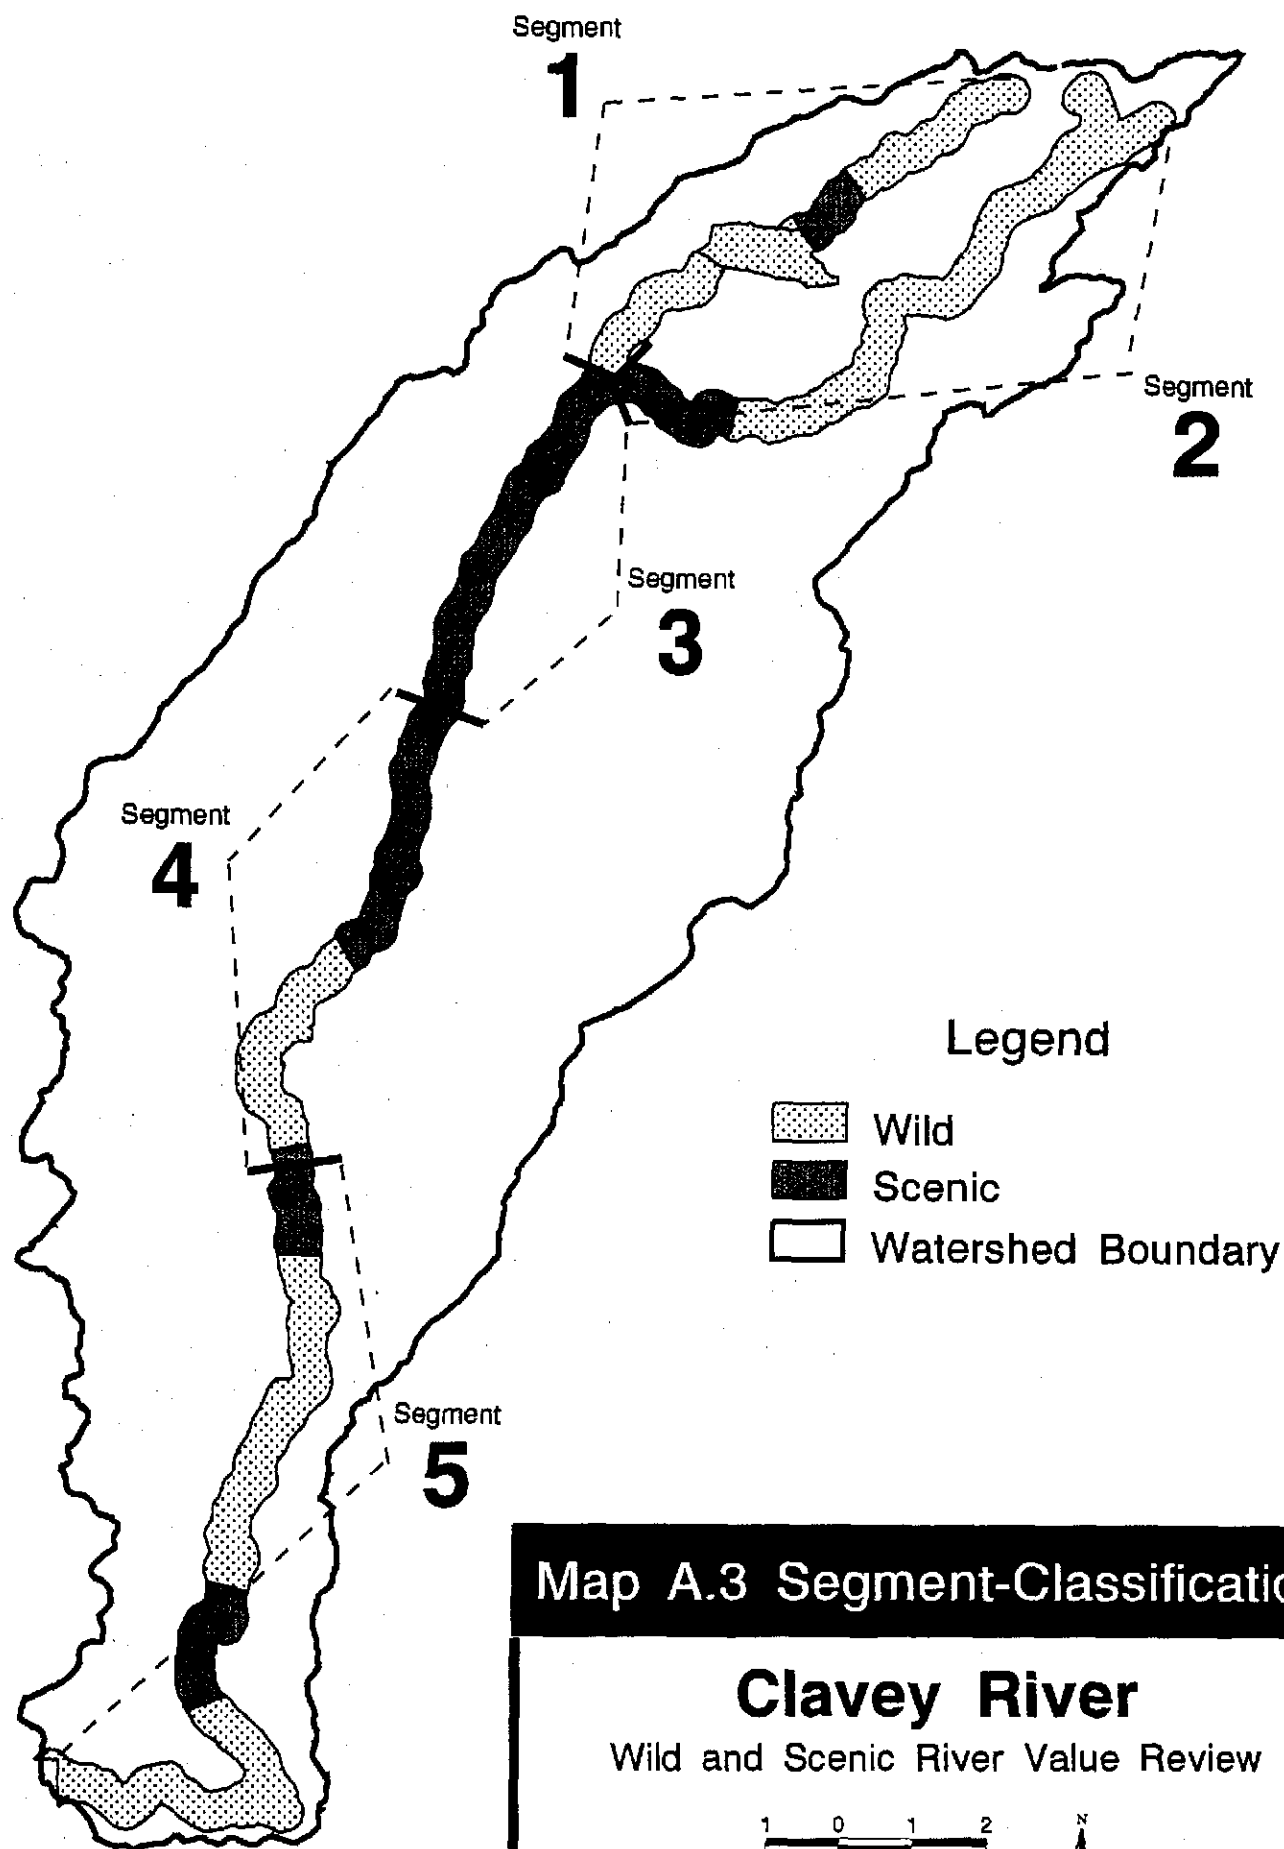 Segment
1
Segment
2
Segment
3
Segment
4
Segment
5
Legend
Wild
Scenic
Watershed Boundary
Map A.3 Segment-Classificatio
Clavey River
Wild and Scenic River Value Review
1 0 1 2
N